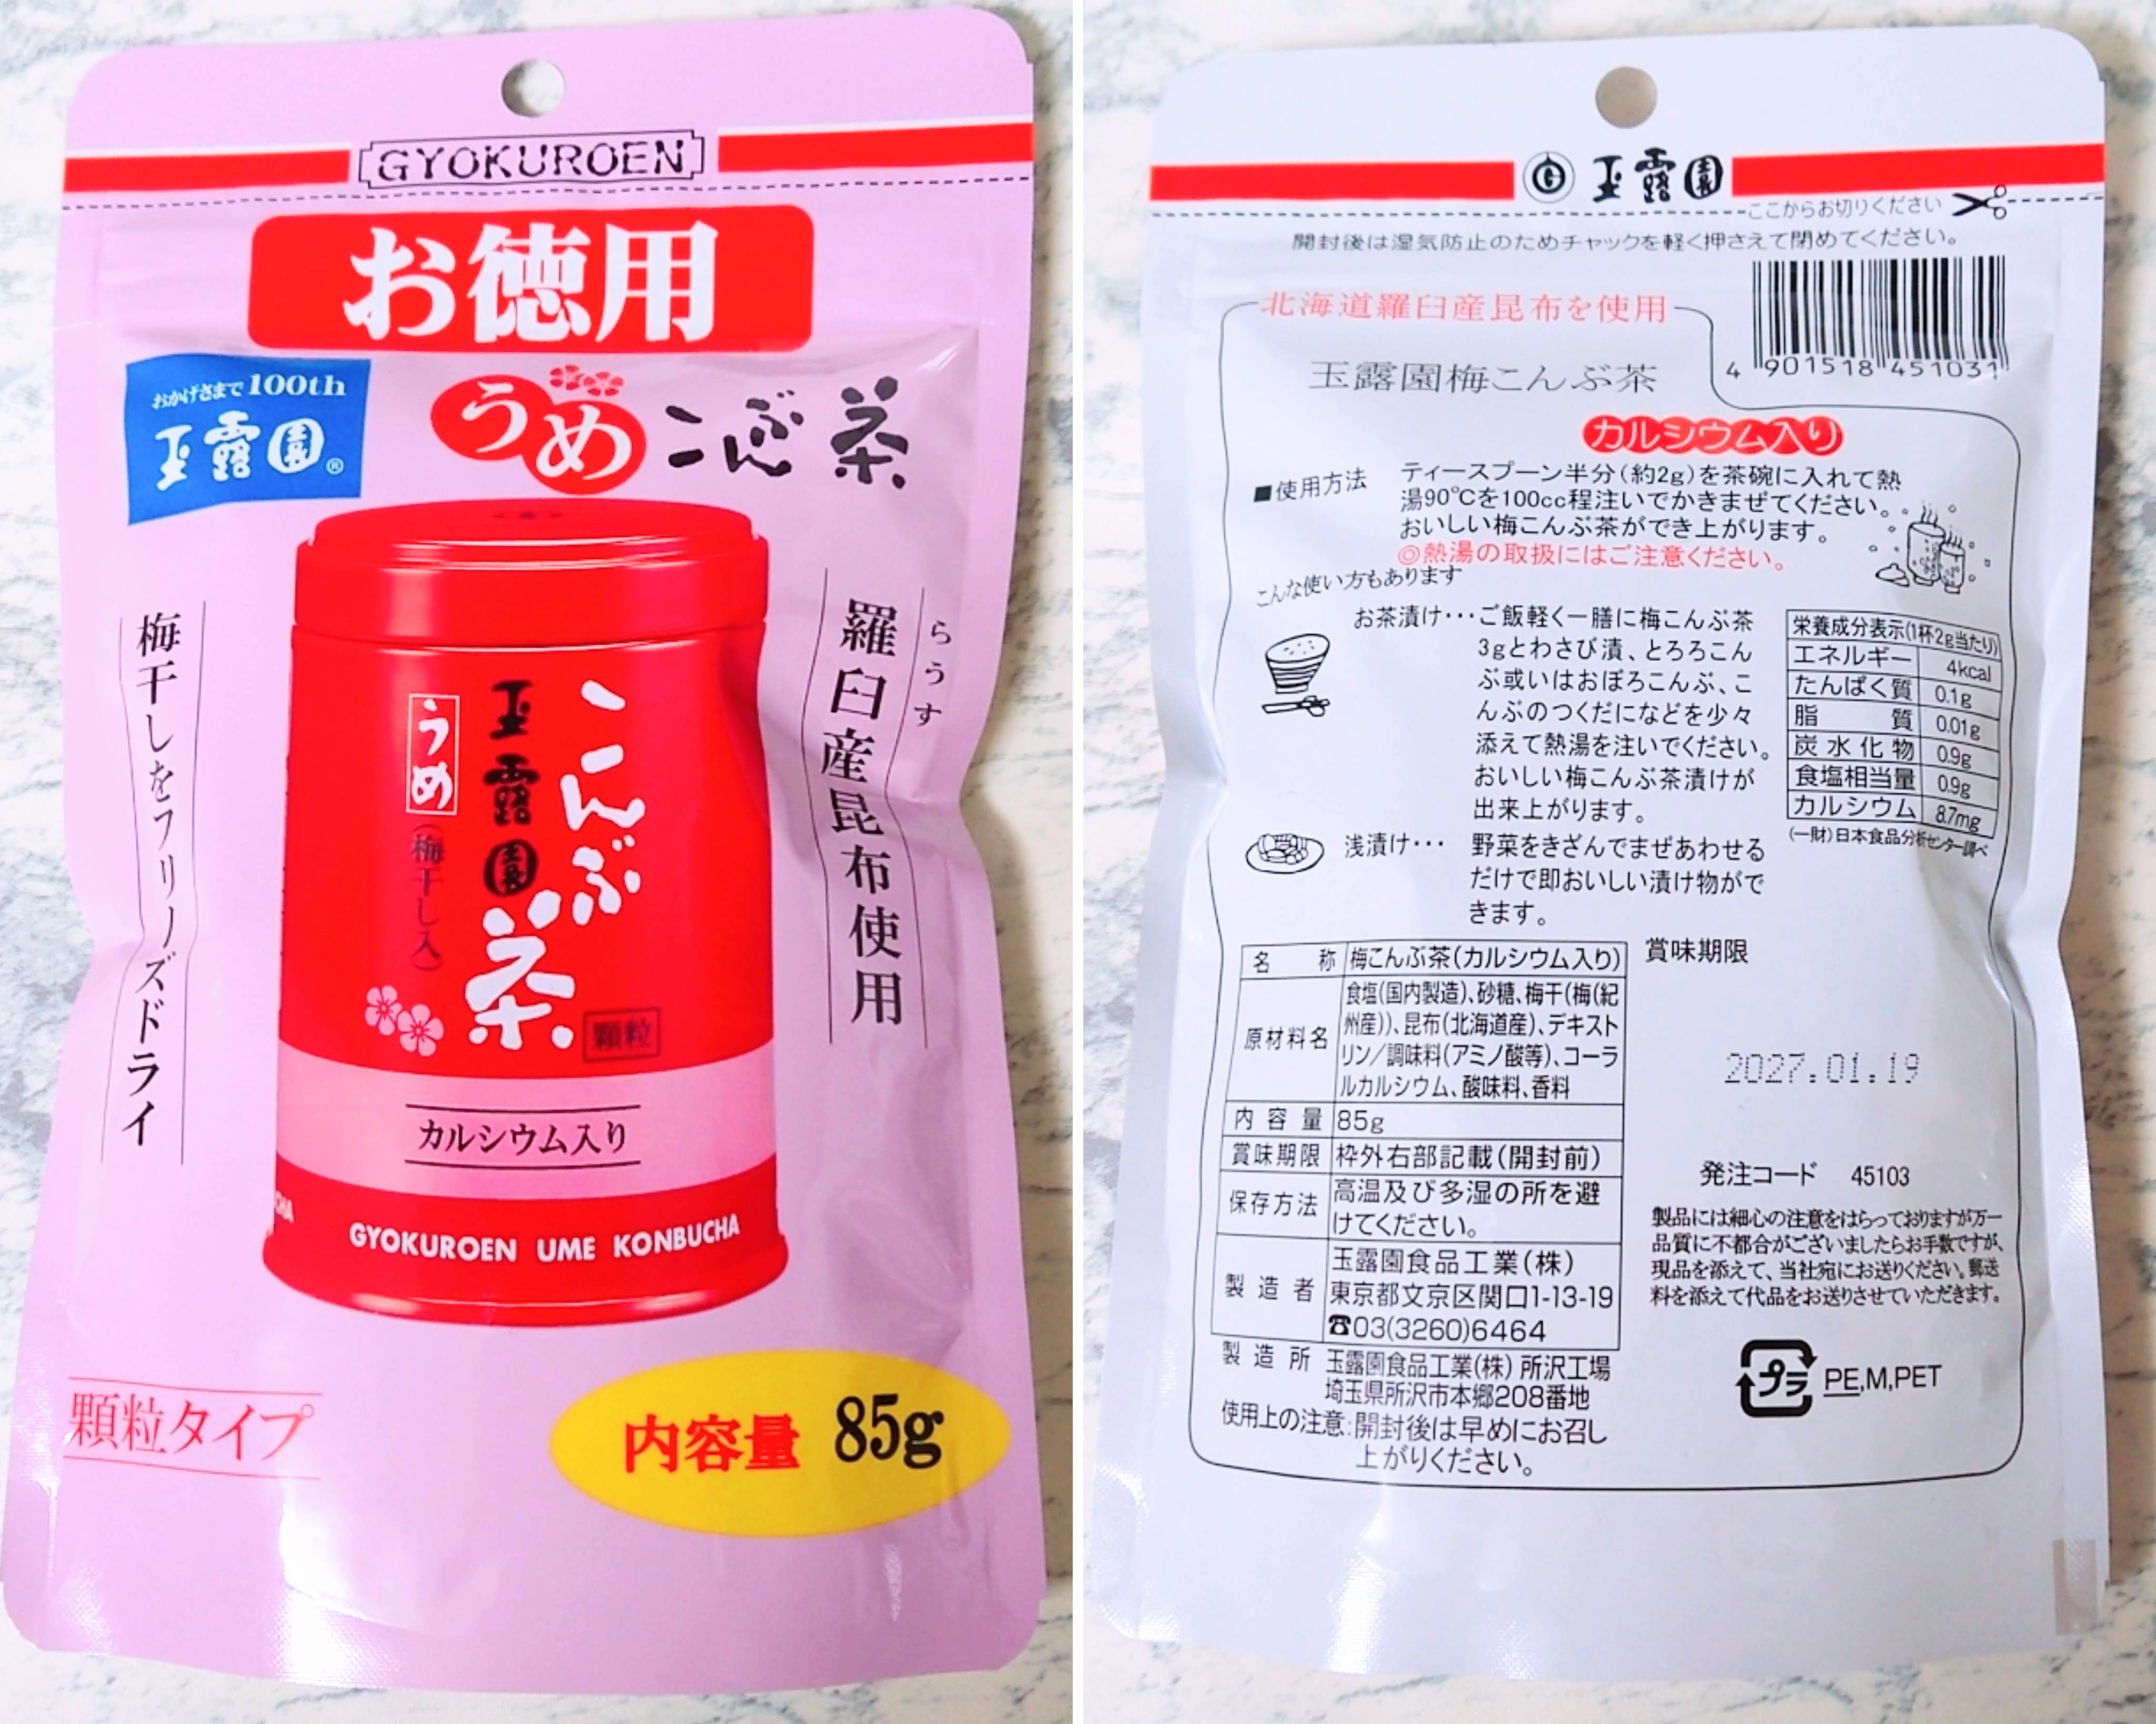 GYOKUROEN
お徳用
おかげさまで100th
玉露園®
うめこんぶ茶
らうす
羅臼産昆布使用
梅干しをフリーズドライ
こんぶ茶
玉露園
うめ
(梅干し入)
顆粒
カルシウム入り
CHA
GYOKUROEN UME KONBUCHA
顆粒タイプ
内容量 85g
玉露園
ここからお切りください
開封後は湿気防止のためチャックを軽く押さえて閉めてください。
北海道羅臼産昆布を使用
4 901518 451031
玉露園梅こんぶ茶
カルシウム入り
■使用方法 ティースプーン半分(約2g)を茶碗に入れて熱
湯90℃を100cc程注いでかきまぜてください。
おいしい梅こんぶ茶ができ上がります。
◎熱湯の取扱にはご注意ください。
こんな使い方もあります
お茶漬け…ご飯軽く一膳に梅こんぶ茶
3gとわさび漬、とろろこん
ぶ或いはおぼろこんぶ、こ
んぶのつくだになどを少々
添えて熱湯を注いでください。
おいしい梅こんぶ茶漬けが
出来上がります。
浅漬け… 野菜をきざんでまぜあわせる
だけで即おいしい漬け物がで
きます。
栄養成分表示(1杯2g当たり)
エネルギー 4kcal
たんぱく質 0.1g
脂質 0.01g
炭水化物 0.9g
食塩相当量 0.9g
カルシウム 8.7mg
(一財)日本食品分析センター調べ
名称 梅こんぶ茶(カルシウム入り)
原材料名 食塩(国内製造)、砂糖、梅干(梅(紀
州産))、昆布(北海道産)、デキスト
リン/調味料(アミノ酸等)、コーラ
ルカルシウム、酸味料、香料
内容量 85g
賞味期限 枠外右部記載(開封前)
保存方法 高温及び多湿の所を避
けてください。
製造者 玉露園食品工業(株)
東京都文京区関口1-13-19
☎03(3260)6464
製造所 玉露園食品工業(株) 所沢工場
埼玉県所沢市本郷208番地
使用上の注意:開封後は早めにお召し
上がりください。
賞味期限
2027.01.19
発注コード 45103
製品には細心の注意をはらっておりますが万一
品質に不都合がございましたらお手数ですが、
現品を添えて、当社宛にお送りください。郵送
料を添えて代品をお送りさせていただきます。
プラ PE,M,PET